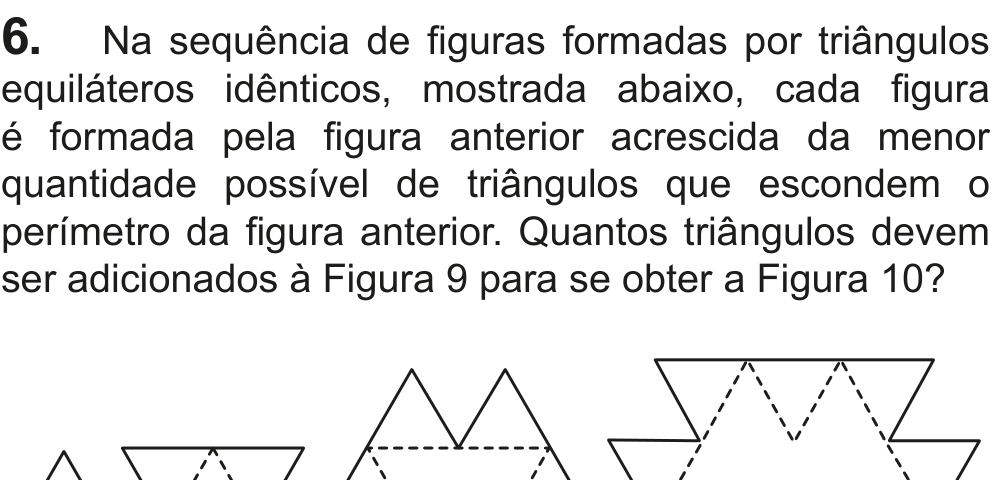 6. Na sequência de figuras formadas por triângulos
equiláteros idênticos, mostrada abaixo, cada figura
é formada pela figura anterior acrescida da menor
quantidade possível de triângulos que escondem o
perímetro da figura anterior. Quantos triângulos devem
ser adicionados à Figura 9 para se obter a Figura 10?